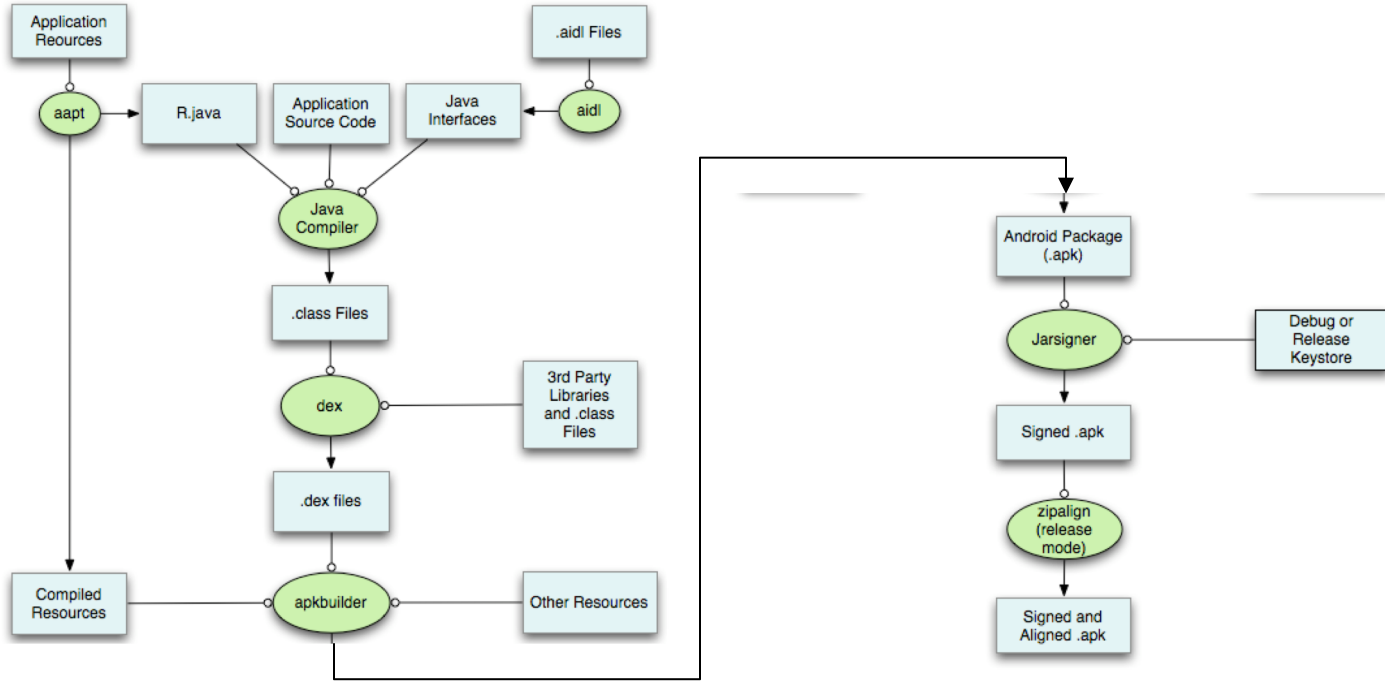 Application
Reources
.aidl Files
aapt
R.java
Application
Source Code
Java
Interfaces
aidl
Java
Compiler
.class Files
dex
3rd Party
Libraries
and .class
Files
.dex files
Compiled
Resources
apkbuilder
Other Resources
Android Package
(.apk)
Jarsigner
Debug or
Release
Keystore
Signed .apk
zipalign
(release
mode)
Signed and
Aligned .apk